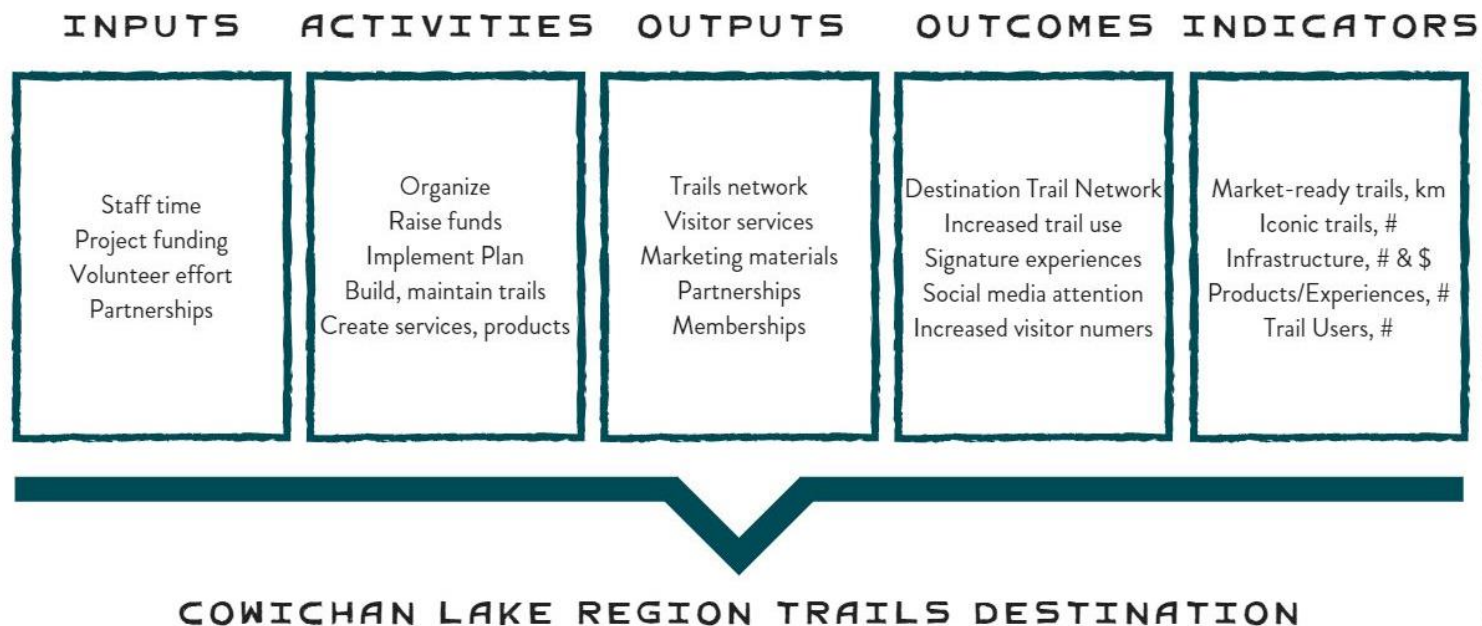 INPUTS
ACTIVITIES
OUTPUTS
OUTCOMES
INDICATORS
Staff time
Project funding
Volunteer effort
Partnerships
Organize
Raise funds
Implement Plan
Build, maintain trails
Create services, products
Trails network
Visitor services
Marketing materials
Partnerships
Memberships
Destination Trail Network
Increased trail use
Signature experiences
Social media attention
Increased visitor numers
Market-ready trails, km
Iconic trails, #
Infrastructure, # & $
Products/Experiences, #
Trail Users, #
COWICHAN LAKE REGION TRAILS DESTINATION